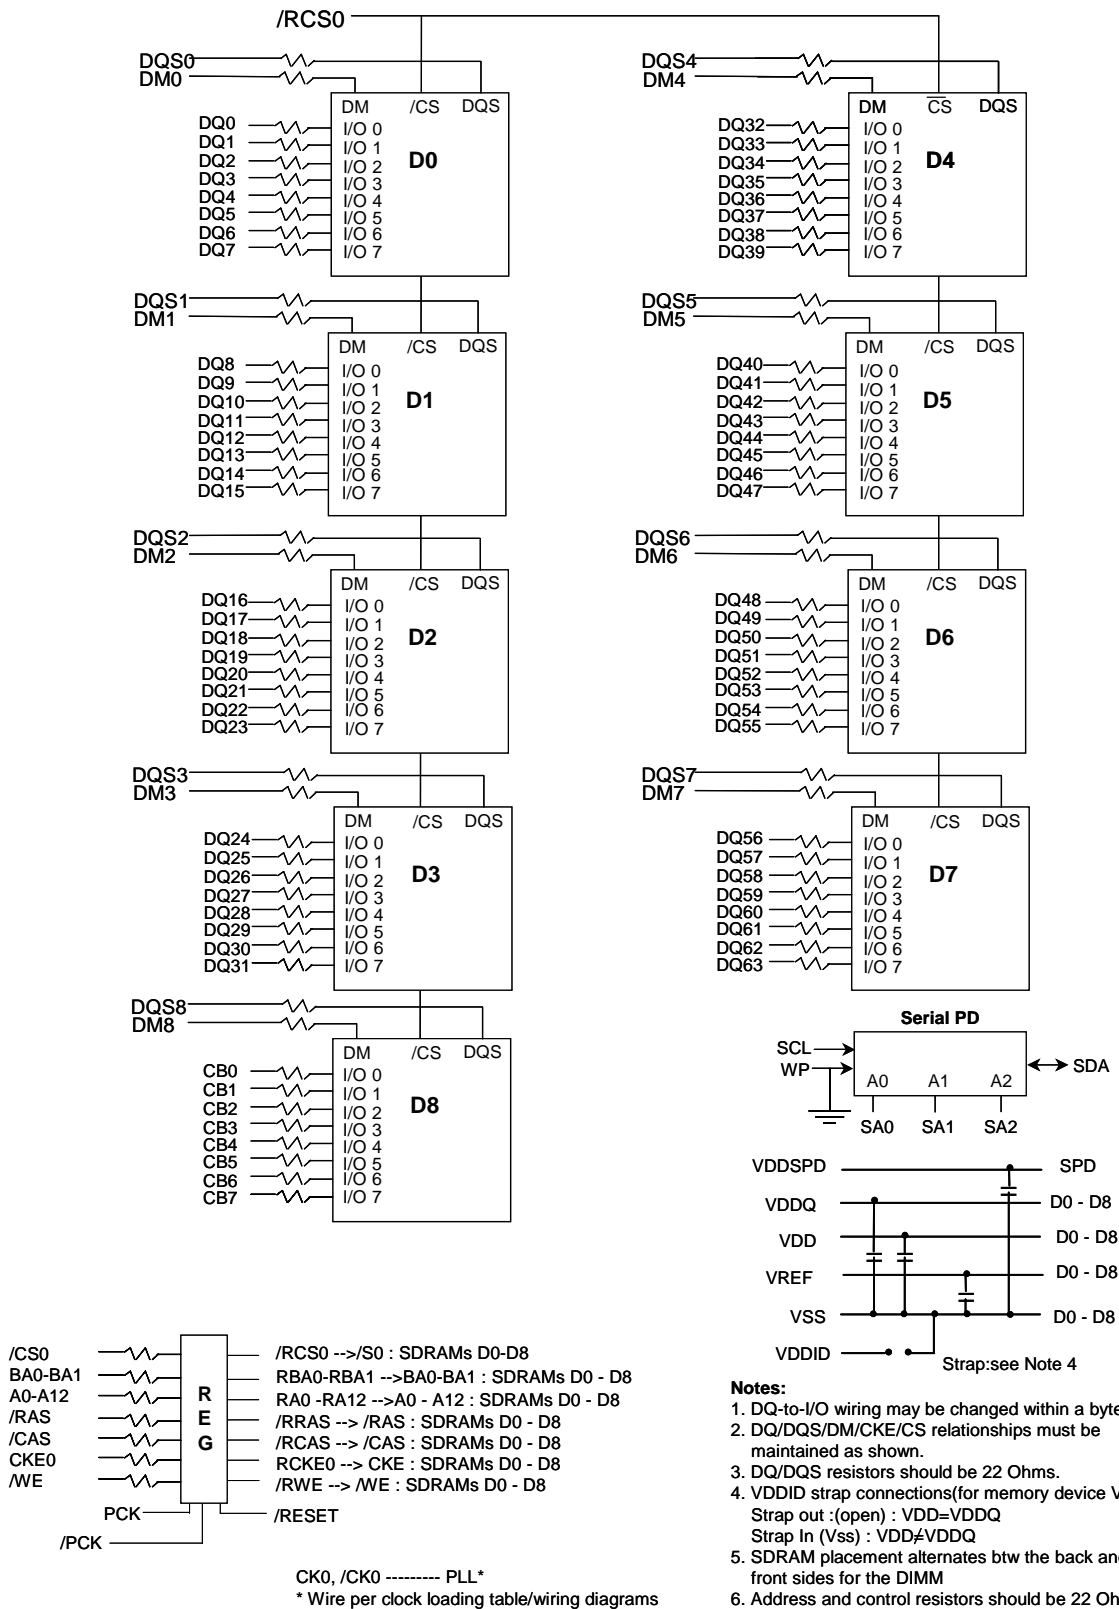 /RCS0
DQS0
DM0
DM /CS DQS
D0
DQ0 I/O 0
DQ1 I/O 1
DQ2 I/O 2
DQ3 I/O 3
DQ4 I/O 4
DQ5 I/O 5
DQ6 I/O 6
DQ7 I/O 7
DQS1
DM1
DM /CS DQS
D1
DQ8 I/O 0
DQ9 I/O 1
DQ10 I/O 2
DQ11 I/O 3
DQ12 I/O 4
DQ13 I/O 5
DQ14 I/O 6
DQ15 I/O 7
DQS2
DM2
DM /CS DQS
D2
DQ16 I/O 0
DQ17 I/O 1
DQ18 I/O 2
DQ19 I/O 3
DQ20 I/O 4
DQ21 I/O 5
DQ22 I/O 6
DQ23 I/O 7
DQS3
DM3
DM /CS DQS
D3
DQ24 I/O 0
DQ25 I/O 1
DQ26 I/O 2
DQ27 I/O 3
DQ28 I/O 4
DQ29 I/O 5
DQ30 I/O 6
DQ31 I/O 7
DQS8
DM8
DM /CS DQS
D8
CB0 I/O 0
CB1 I/O 1
CB2 I/O 2
CB3 I/O 3
CB4 I/O 4
CB5 I/O 5
CB6 I/O 6
CB7 I/O 7
DQS4
DM4
DM C̅S̅ DQS
D4
DQ32 I/O 0
DQ33 I/O 1
DQ34 I/O 2
DQ35 I/O 3
DQ36 I/O 4
DQ37 I/O 5
DQ38 I/O 6
DQ39 I/O 7
DQS5
DM5
DM /CS DQS
D5
DQ40 I/O 0
DQ41 I/O 1
DQ42 I/O 2
DQ43 I/O 3
DQ44 I/O 4
DQ45 I/O 5
DQ46 I/O 6
DQ47 I/O 7
DQS6
DM6
DM /CS DQS
D6
DQ48 I/O 0
DQ49 I/O 1
DQ50 I/O 2
DQ51 I/O 3
DQ52 I/O 4
DQ53 I/O 5
DQ54 I/O 6
DQ55 I/O 7
DQS7
DM7
DM /CS DQS
D7
DQ56 I/O 0
DQ57 I/O 1
DQ58 I/O 2
DQ59 I/O 3
DQ60 I/O 4
DQ61 I/O 5
DQ62 I/O 6
DQ63 I/O 7
Serial PD
SCL
WP
SDA
A0 A1 A2
SA0 SA1 SA2
VDDSPD SPD
VDDQ D0 - D8
VDD D0 - D8
VREF D0 - D8
VSS D0 - D8
VDDID
Strap:see Note 4
REG
/CS0 /RCS0 -->/S0 : SDRAMs D0-D8
BA0-BA1 RBA0-RBA1 -->BA0-BA1 : SDRAMs D0 - D8
A0-A12 RA0 -RA12 -->A0 - A12 : SDRAMs D0 - D8
/RAS /RRAS --> /RAS : SDRAMs D0 - D8
/CAS /RCAS --> /CAS : SDRAMs D0 - D8
CKE0 RCKE0 --> CKE : SDRAMs D0 - D8
/WE /RWE --> /WE : SDRAMs D0 - D8
PCK /RESET
/PCK
CK0, /CK0 --------- PLL*
* Wire per clock loading table/wiring diagrams
Notes:
1. DQ-to-I/O wiring may be changed within a byte
2. DQ/DQS/DM/CKE/CS relationships must be
maintained as shown.
3. DQ/DQS resistors should be 22 Ohms.
4. VDDID strap connections(for memory device
Strap out :(open) : VDD=VDDQ
Strap In (Vss) : VDD≠VDDQ
5. SDRAM placement alternates btw the back
front sides for the DIMM
6. Address and control resistors should be 22